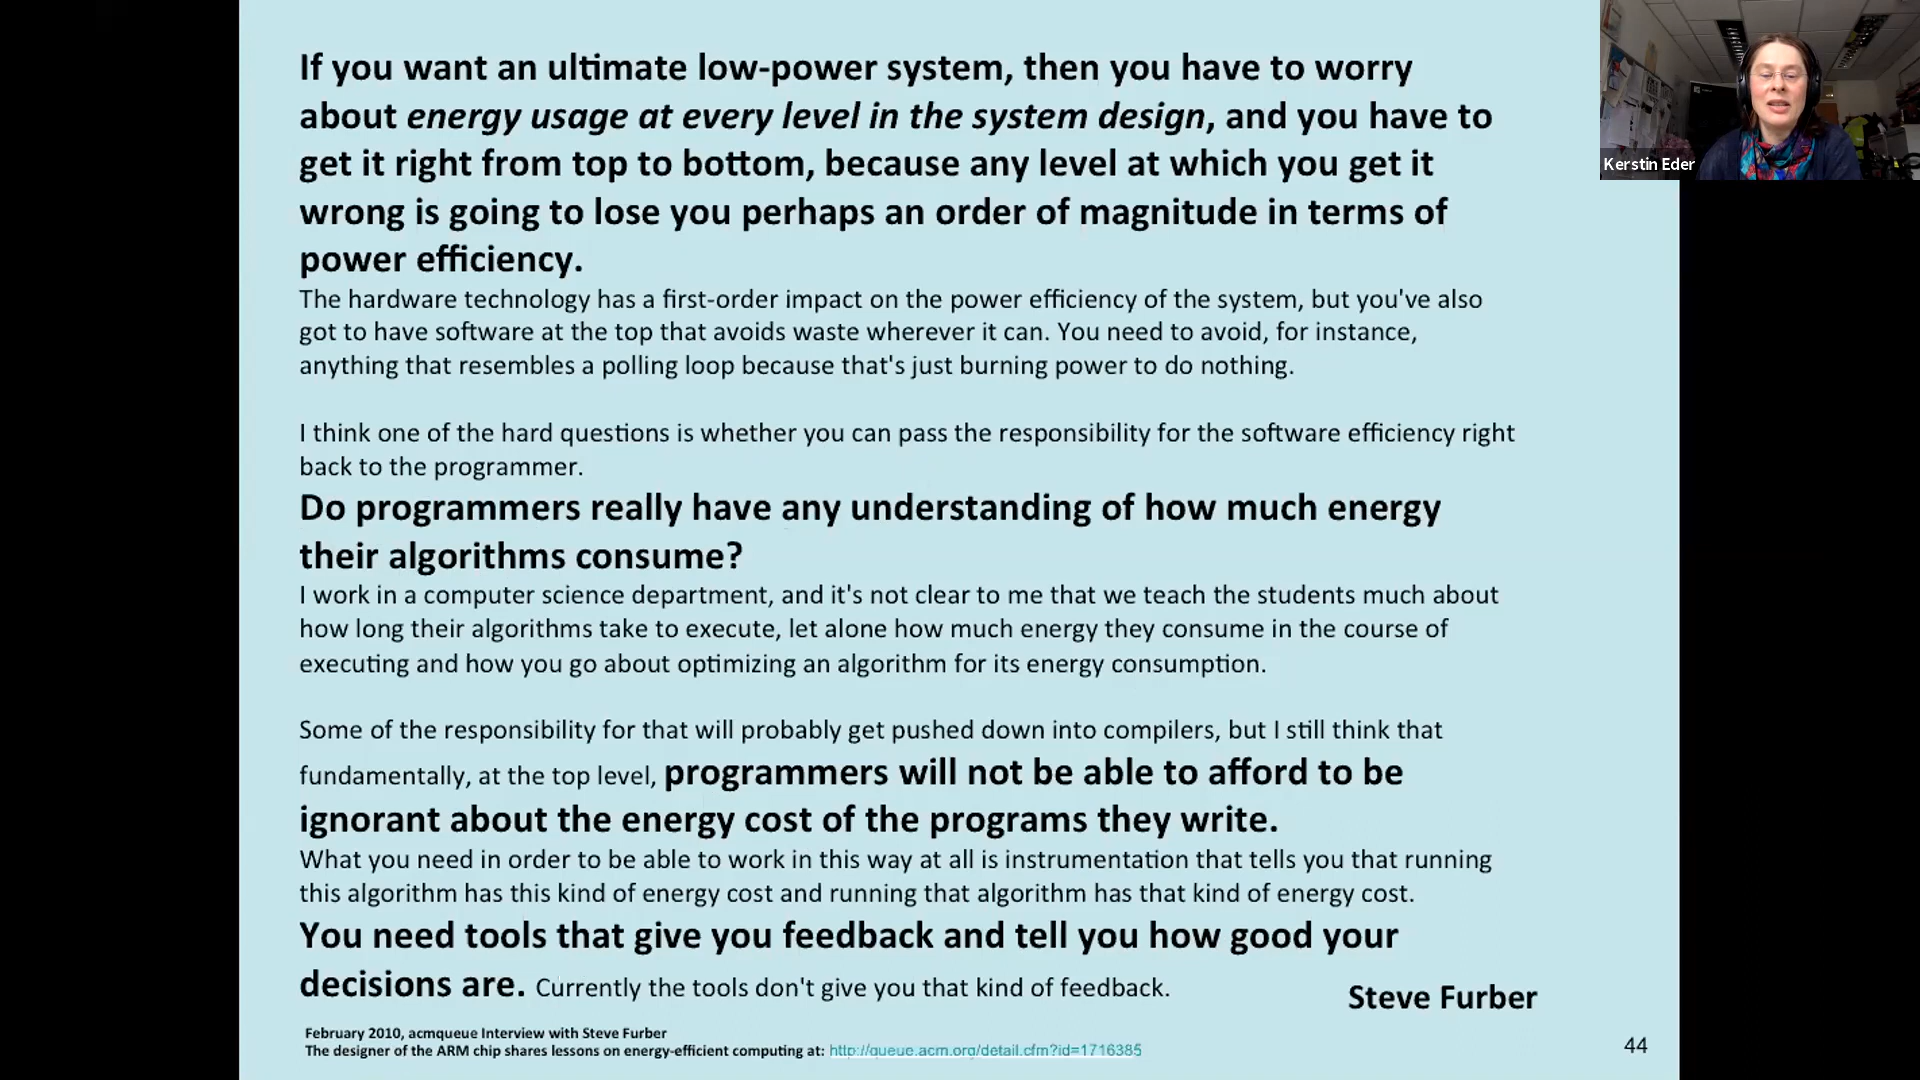 If you want an ultimate low-power system, then you have to worry
about energy usage at every level in the system design, and you have to
get it right from top to bottom, because any level at which you get it
wrong is going to lose you perhaps an order of magnitude in terms of
power efficiency.
The hardware technology has a first-order impact on the power efficiency of the system, but you've also
got to have software at the top that avoids waste wherever it can. You need to avoid, for instance,
anything that resembles a polling loop because that's just burning power to do nothing.
I think one of the hard questions is whether you can pass the responsibility for the software efficiency right
back to the programmer.
Do programmers really have any understanding of how much energy
their algorithms consume?
I work in a computer science department, and it's not clear to me that we teach the students much about
how long their algorithms take to execute, let alone how much energy they consume in the course of
executing and how you go about optimizing an algorithm for its energy consumption.
Some of the responsibility for that will probably get pushed down into compilers, but I still think that
fundamentally, at the top level, programmers will not be able to afford to be
ignorant about the energy cost of the programs they write.
What you need in order to be able to work in this way at all is instrumentation that tells you that running
this algorithm has this kind of energy cost and running that algorithm has that kind of energy cost.
You need tools that give you feedback and tell you how good your
decisions are. Currently the tools don't give you that kind of feedback.
Steve Furber
February 2010, acmqueue Interview with Steve Furber
The designer of the ARM chip shares lessons on energy-efficient computing at: http://queue.acm.org/detail.cfm?id=1716385
44
Kerstin Eder